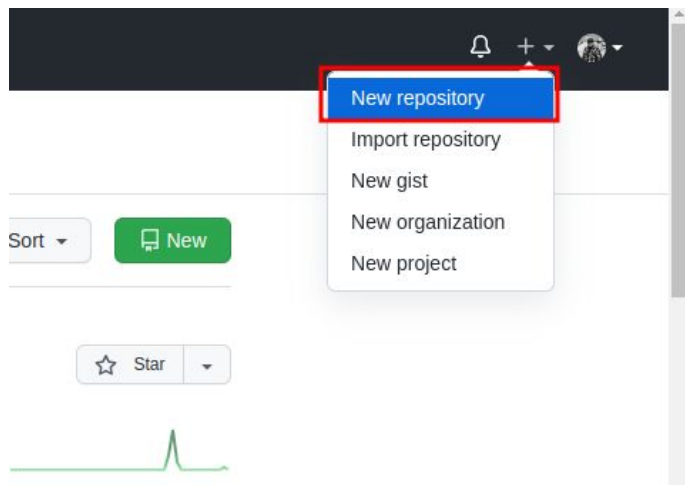 New repository
Import repository
New gist
New organization
New project
Sort
New
Star